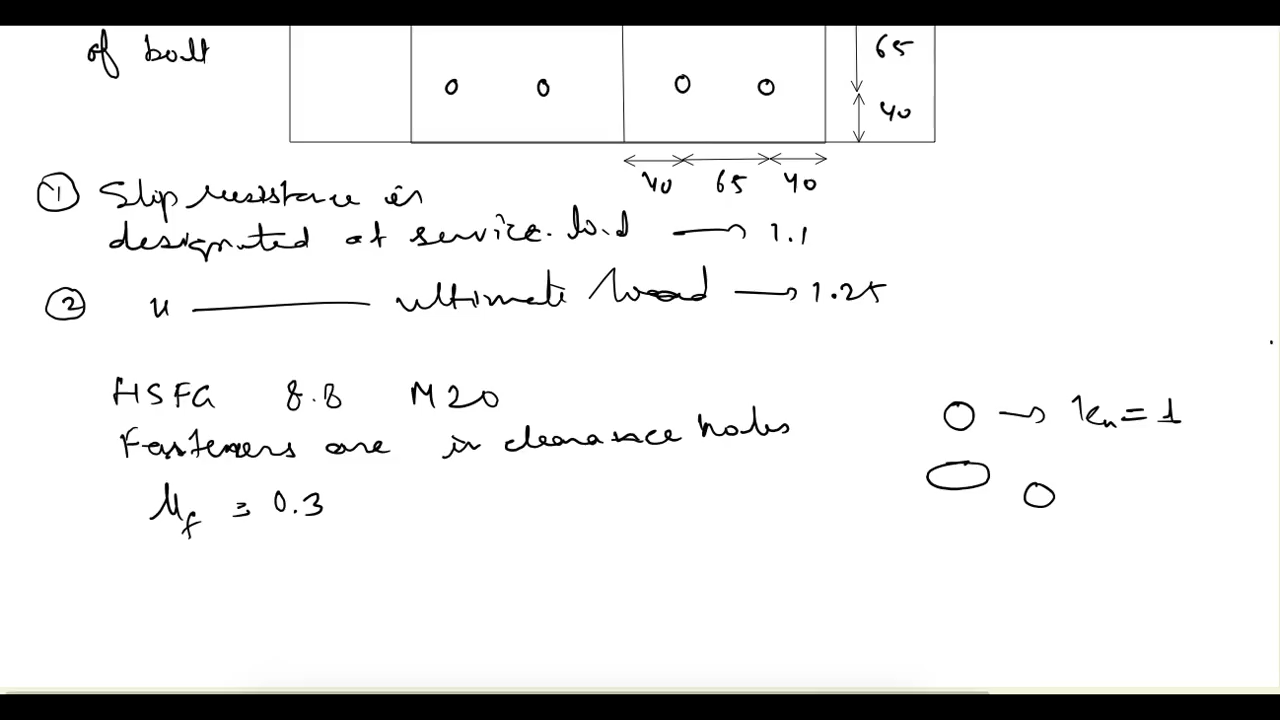 of bolt
65
40
40 65 40
① Slip resistance is
designated at service load → 1.1
② " ultimate load → 1.25
HSFG 8.8 M20
Fasteners are in clearance holes
→ Kn = 1
μf = 0.3